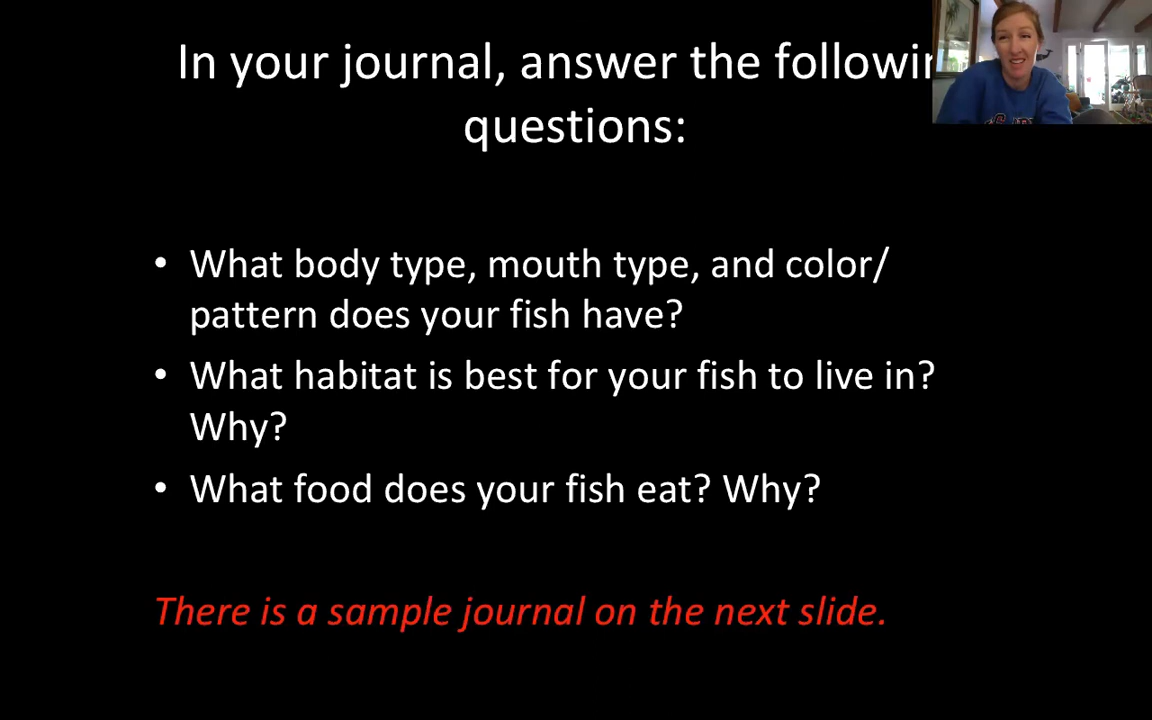 In your journal, answer the
questions:
• What body type, mouth type, and color/
pattern does your fish have?
• What habitat is best for your fish to live in?
Why?
• What food does your fish eat? Why?
There is a sample journal on the next slide.